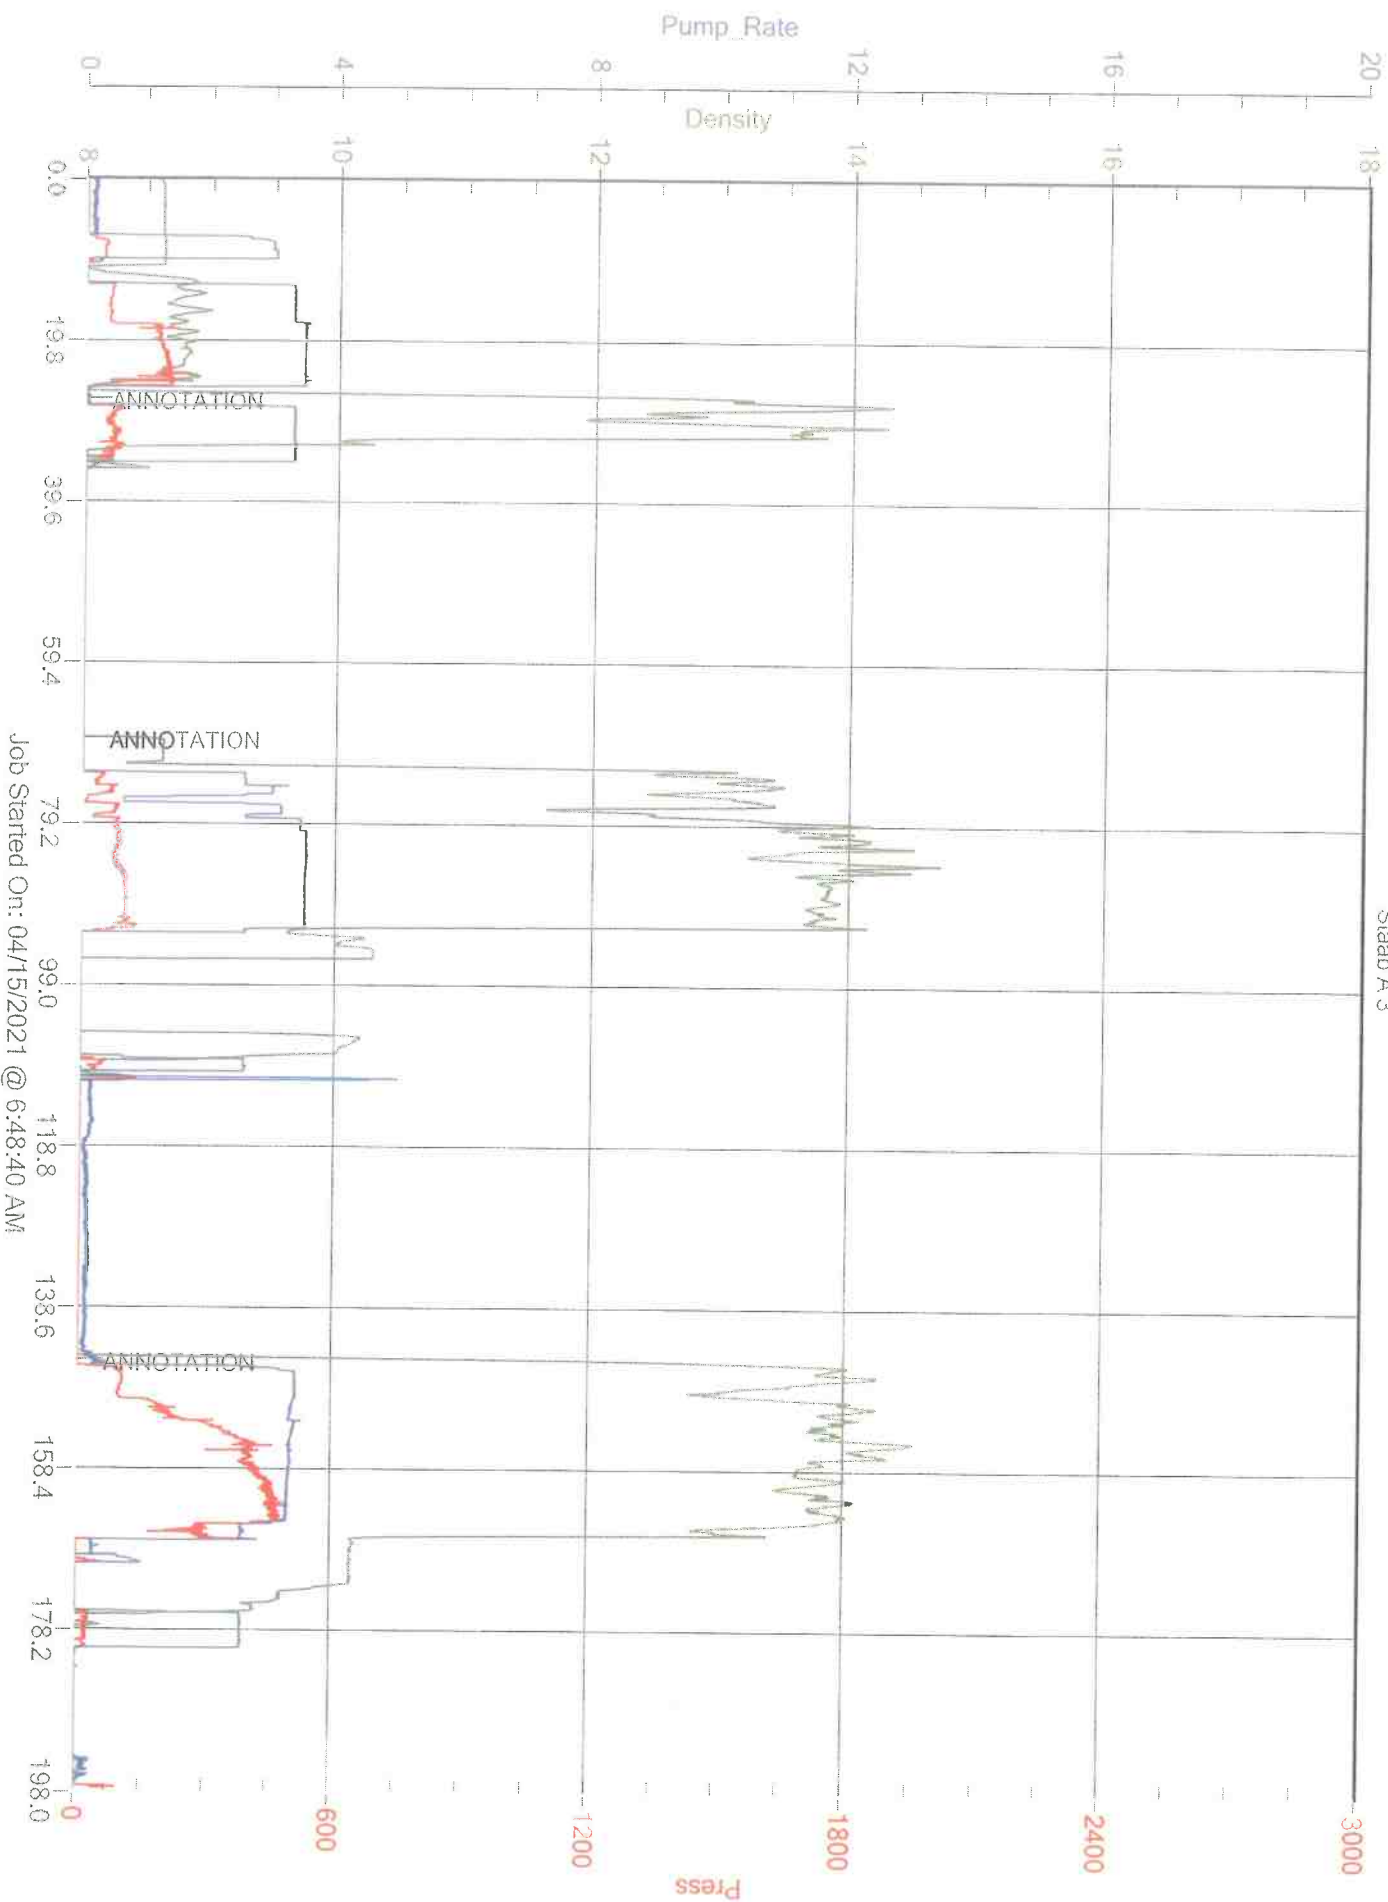 Staab A 3
Pump_Rate
0 4 8 12 16 20
Density
8 10 12 14 16 18
0.0 19.8 39.6 59.4 79.2 99.0 118.8 138.6 158.4 178.2 198.0
ANNOTATION
ANNOTATION
ANNOTATION
0 600 1200 1800 2400 3000
Press
Job Started On: 04/15/2021 @ 6:48:40 AM